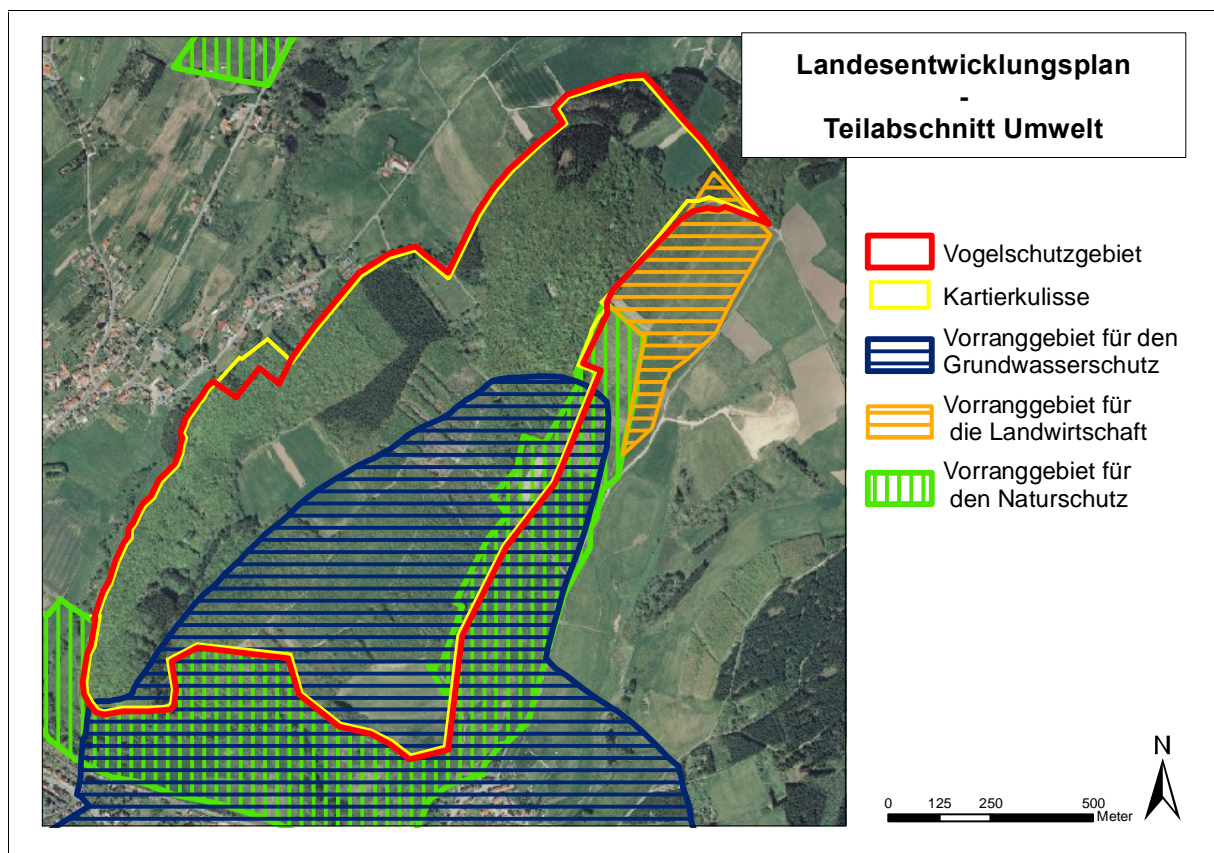 Landesentwicklungsplan
-
Teilabschnitt Umwelt
Vogelschutzgebiet
Kartierkulisse
Vorranggebiet für den
Grundwasserschutz
Vorranggebiet für
die Landwirtschaft
Vorranggebiet für
den Naturschutz
N
0 125 250 500
Meter